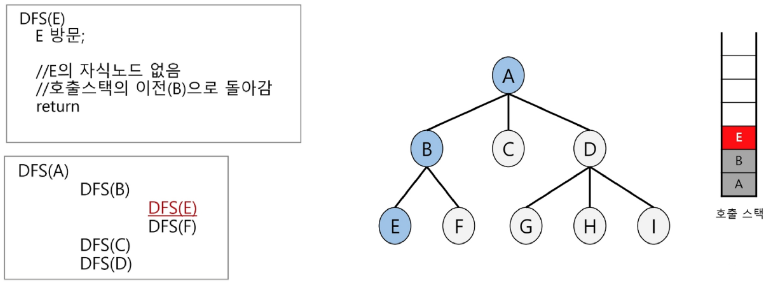 DFS(E)
E 방문;
//E의 자식노드 없음
//호출스택의 이전(B)으로 돌아감
return
DFS(A)
DFS(B)
DFS(E)
DFS(F)
DFS(C)
DFS(D)
A
B
C
D
E
F
G
H
I
E
B
A
호출 스택